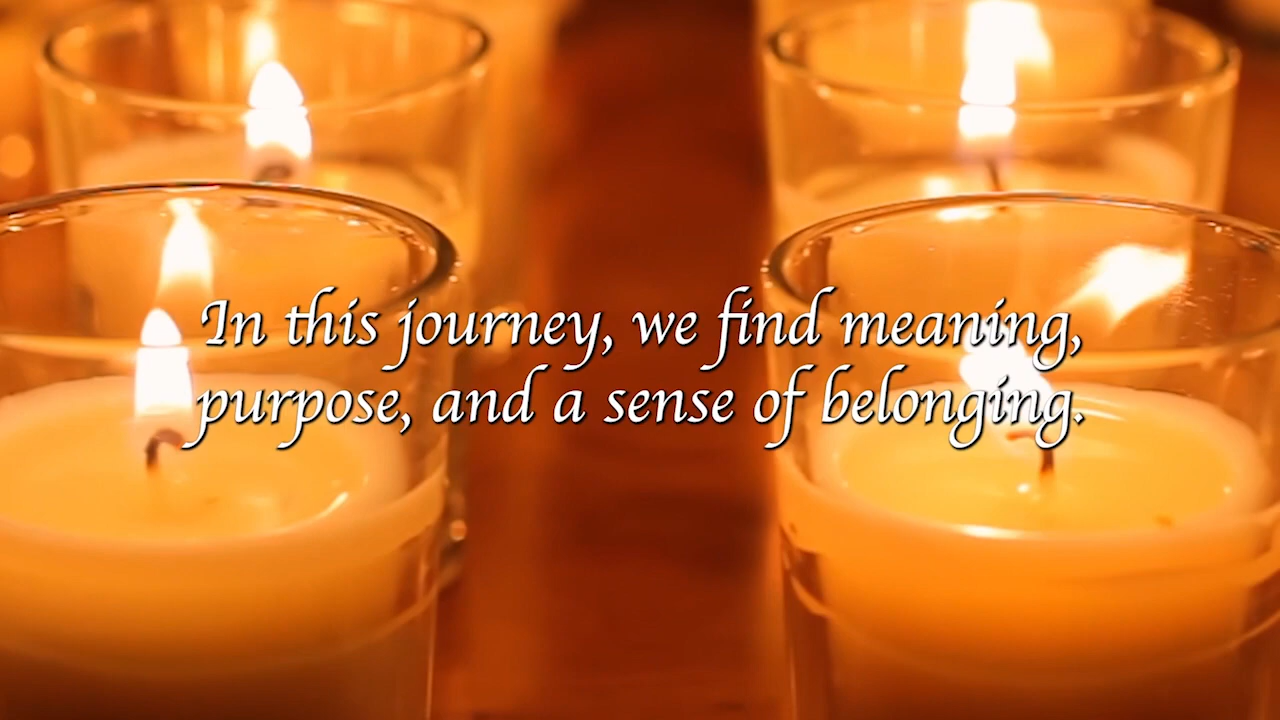 In this journey, we find meaning,
purpose, and a sense of belonging.